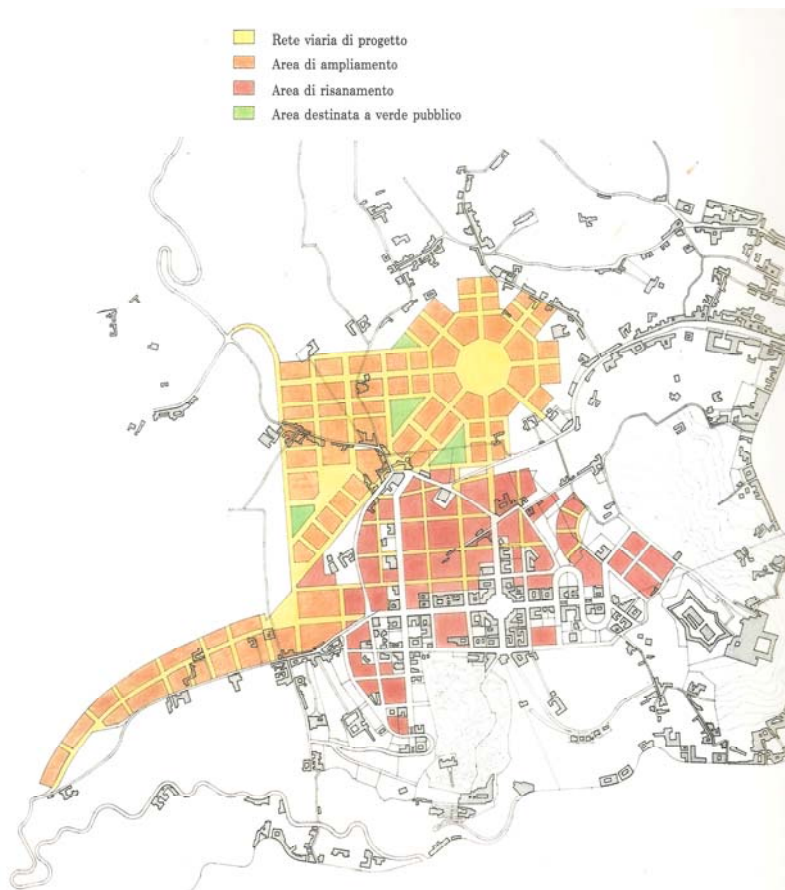 Rete viaria di progetto
Area di ampliamento
Area di risanamento
Area destinata a verde pubblico